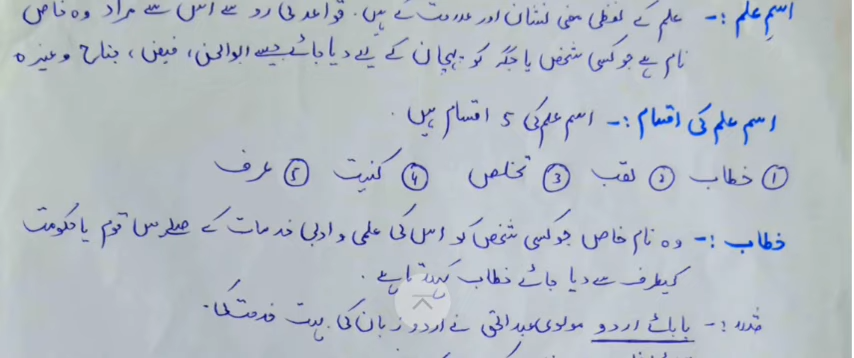 اسمِ علم :- علم کے لفظی معنی نشان اور علامت کے ہیں. قواعد کی رو سے اس سے مراد وہ خاص
نام ہے جو کسی شخص یا جگہ کو پہچان کے لیے دیا جائے جیسے ابوالحسن، فیض، جناح وغیرہ
اسم علم کی اقسام :- اسم علم کی 5 اقسام ہیں.
① خطاب ② لقب ③ تخلص ④ کنیت ⑤ عرف
خطاب :- وہ نام خاص جو کسی شخص کو اس کی علمی و ادبی خدمات کے صلے میں قوم یا حکومت
کیطرف سے دیا جائے خطاب کہلاتا ہے.
بابائے اردو مولوی عبدالحق نے اردو زبان کی بہت خدمت کی.